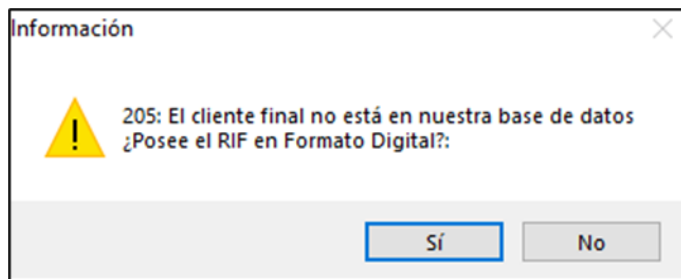 Información
205: El cliente final no está en nuestra base de datos
¿Posee el RIF en Formato Digital?:
Sí
No